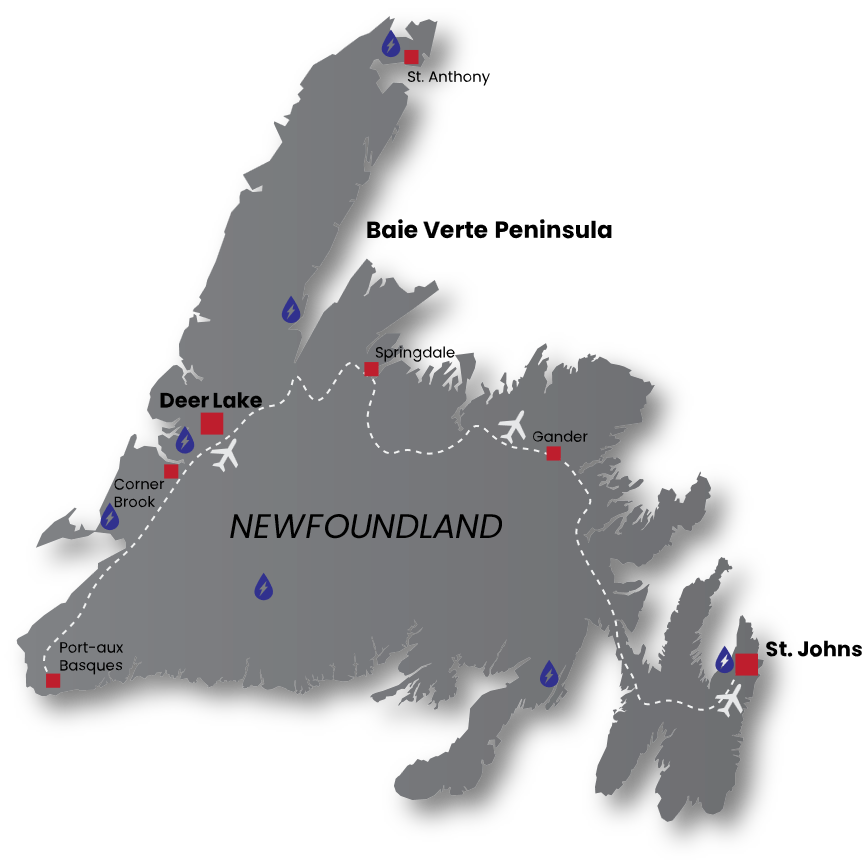 St. Anthony
Baie Verte Peninsula
Springdale
Deer Lake
Gander
Corner
Brook
NEWFOUNDLAND
Port-aux
Basques
St. Johns